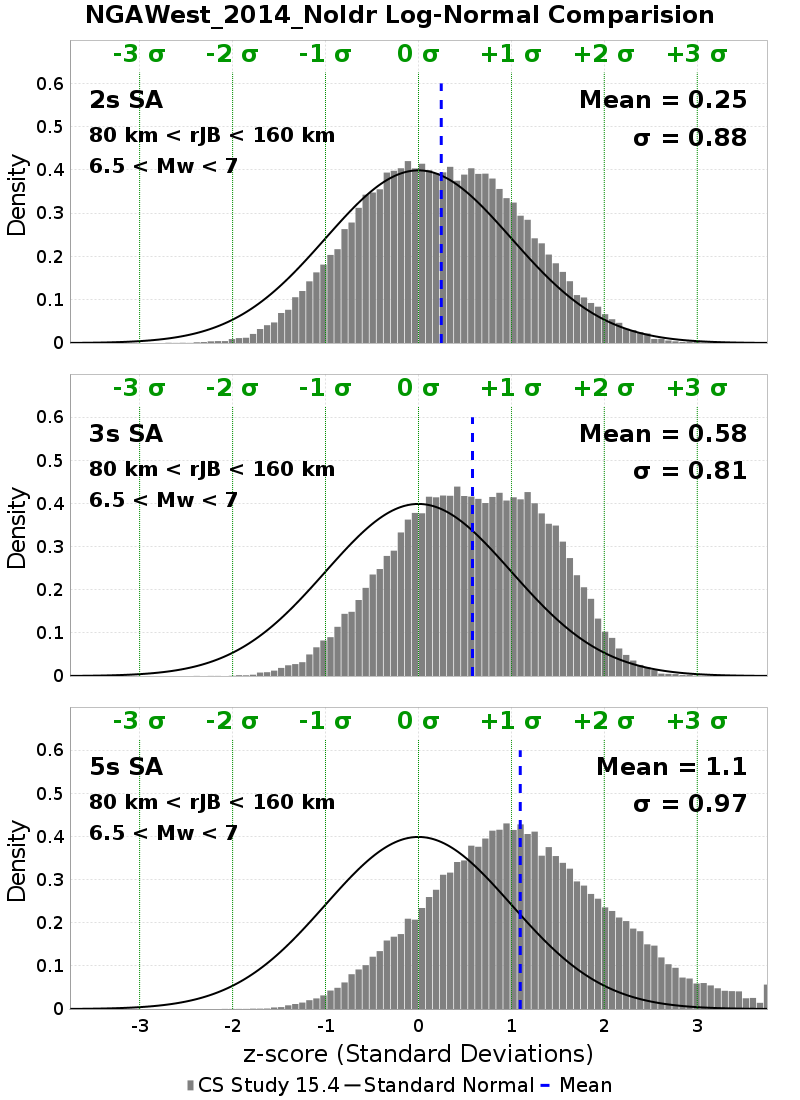 NGAWest_2014_NoIdr Log-Normal Comparision
-3 σ -2 σ -1 σ 0 σ +1 σ +2 σ +3 σ
0.6
2s SA Mean = 0.25
0.5
80 km < rJB < 160 km σ = 0.88
0.4
6.5 < Mw < 7
Density
0.3
0.2
0.1
0
-3 σ -2 σ -1 σ 0 σ +1 σ +2 σ +3 σ
0.6
3s SA Mean = 0.58
0.5
80 km < rJB < 160 km σ = 0.81
0.4
6.5 < Mw < 7
Density
0.3
0.2
0.1
0
-3 σ -2 σ -1 σ 0 σ +1 σ +2 σ +3 σ
0.6
5s SA Mean = 1.1
0.5
80 km < rJB < 160 km σ = 0.97
0.4
6.5 < Mw < 7
Density
0.3
0.2
0.1
0
-3 -2 -1 0 1 2 3
z-score (Standard Deviations)
CS Study 15.4 Standard Normal Mean